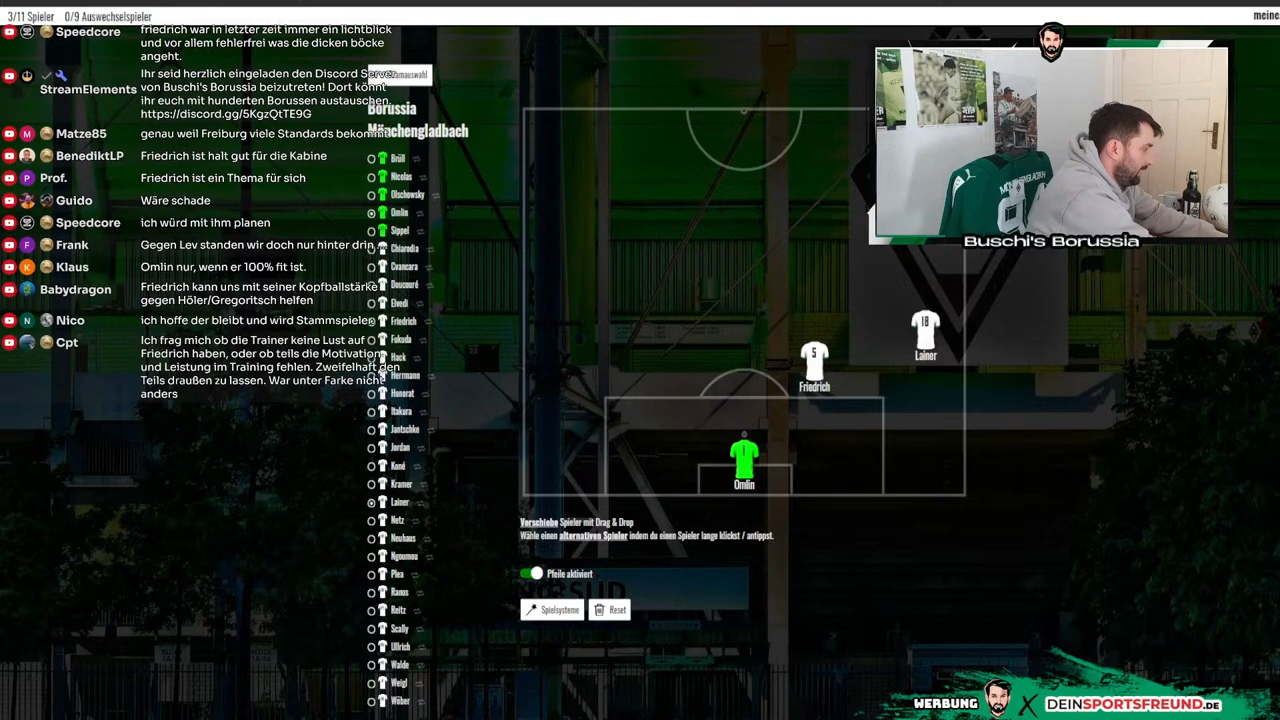 3/11 Spieler 0/9 Auswechselspieler
meine
Speedcore friedrich war in letzter zeit immer ein lichtblick
und vor allem fehlerfrei was die dicken böcke
angeht.
StreamElements Ihr seid herzlich eingeladen den Discord Server
von Buschi's Borussia beizutreten! Dort könnt
ihr euch mit hunderten Borussen austauschen.
Matze85 genau weil Freiburg viele Standards bekommt
BenediktLP Friedrich ist halt gut für die Kabine
Prof. Friedrich ist ein Thema für sich
Guido Wäre schade
Speedcore ich würd mit ihm planen
Frank Gegen Lev standen wir doch nur hinter drin
Klaus Omlin nur, wenn er 100% fit ist.
Babydragon Friedrich kann uns mit seiner Kopfballstärke
gegen Höler/Gregoritsch helfen
Nico ich hoffe der bleibt und wird Stammspieler
Cpt Ich frag mich ob die Trainer keine Lust auf
Friedrich haben, oder ob teils die Motivation
und Leistung im Training fehlen. Zweifelhaft den
Teils draußen zu lassen. War unter Farke nicht
anders
Borussia
Mönchengladbach
Brüll
Nicolas
Olschowsky
Omlin
Sippel
Chiarodia
Cvancara
Doucouré
Elvedi
Friedrich
Fukuda
Hack
Herrmann
Honorat
Itakura
Jantschke
Jordan
Koné
Kramer
Lainer
Netz
Neuhaus
Ngoumou
Plea
Ranos
Reitz
Scally
Ullrich
Walde
Weigl
Wöber
18
Lainer
5
Friedrich
1
Omlin
Verschiebe Spieler mit Drag & Drop
Wähle einen alternativen Spieler indem du einen Spieler lange klickst / antippst.
Pfeile aktiviert
Spielsysteme Reset
Buschi's Borussia
WERBUNG X DEINSPORTSFREUND.DE